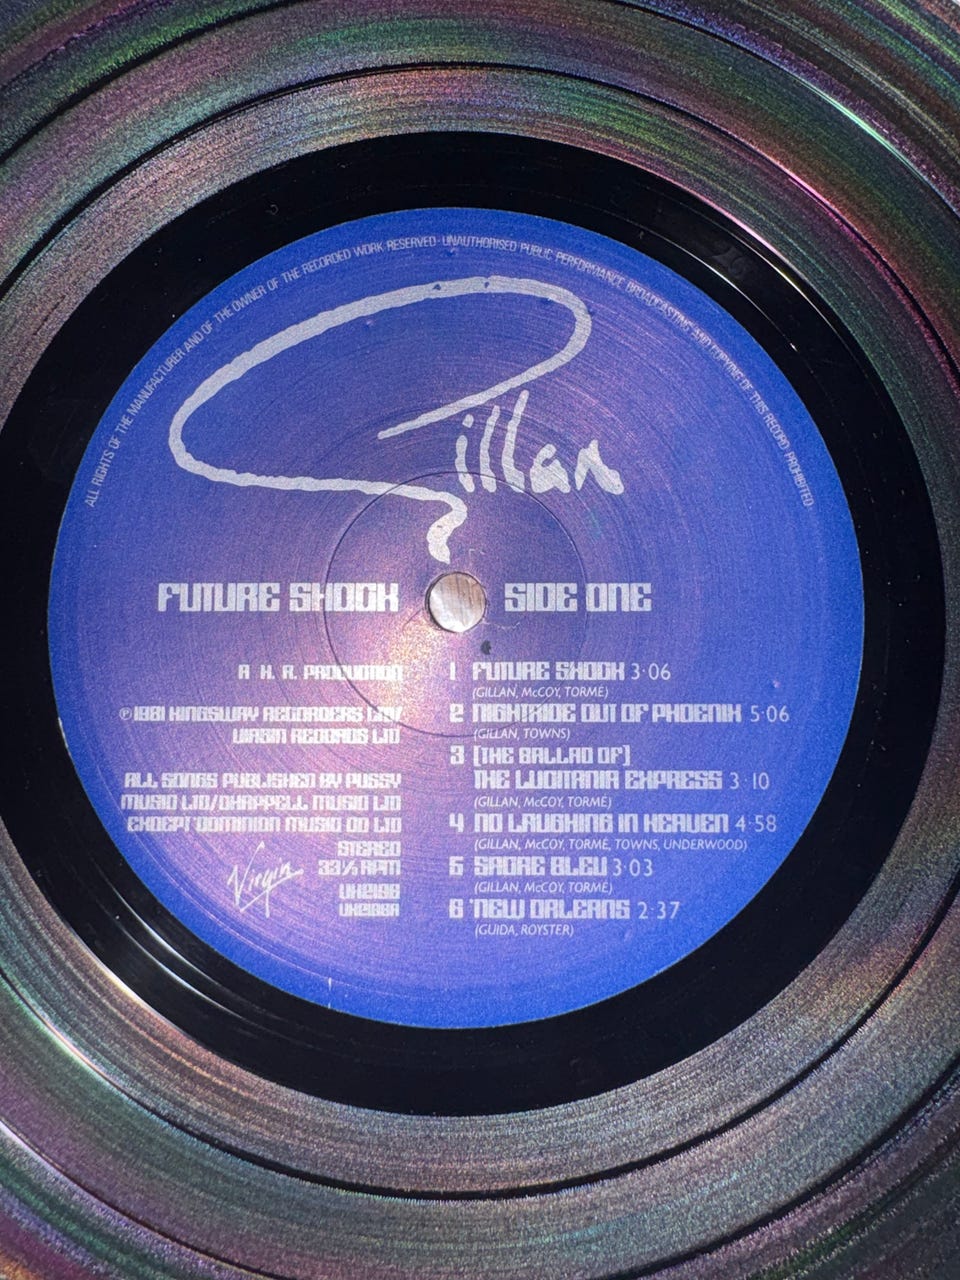 ALL RIGHTS OF THE MANUFACTURER AND OF THE OWNER OF THE RECORDED WORK RESERVED · UNAUTHORISED PUBLIC PERFORMANCE BROADCASTING AND COPYING OF THIS RECORD PROHIBITED
Gillan
FUTURE SHOCK
SIDE ONE
A H. R. PRODUCTION
℗ 1981 KINGSWAY RECORDERS LTD/
VIRGIN RECORDS LTD
ALL SONGS PUBLISHED BY PUSSY
MUSIC LTD/CHAPPELL MUSIC LTD
EXCEPT *DOMINION MUSIC CO LTD
STEREO
33⅓ RPM
Virgin
VK2196
VK2196A
1 FUTURE SHOCK 3·06
(GILLAN, McCOY, TORMÉ)
2 NIGHTRIDE OUT OF PHOENIX 5·06
(GILLAN, TOWNS)
3 (THE BALLAD OF)
THE LUCITANIA EXPRESS 3·10
(GILLAN, McCOY, TORMÉ)
4 NO LAUGHING IN HEAVEN 4·58
(GILLAN, McCOY, TORMÉ, TOWNS, UNDERWOOD)
5 SACRE BLEU 3·03
(GILLAN, McCOY, TORMÉ)
6 *NEW ORLEANS 2·37
(GUIDA, ROYSTER)